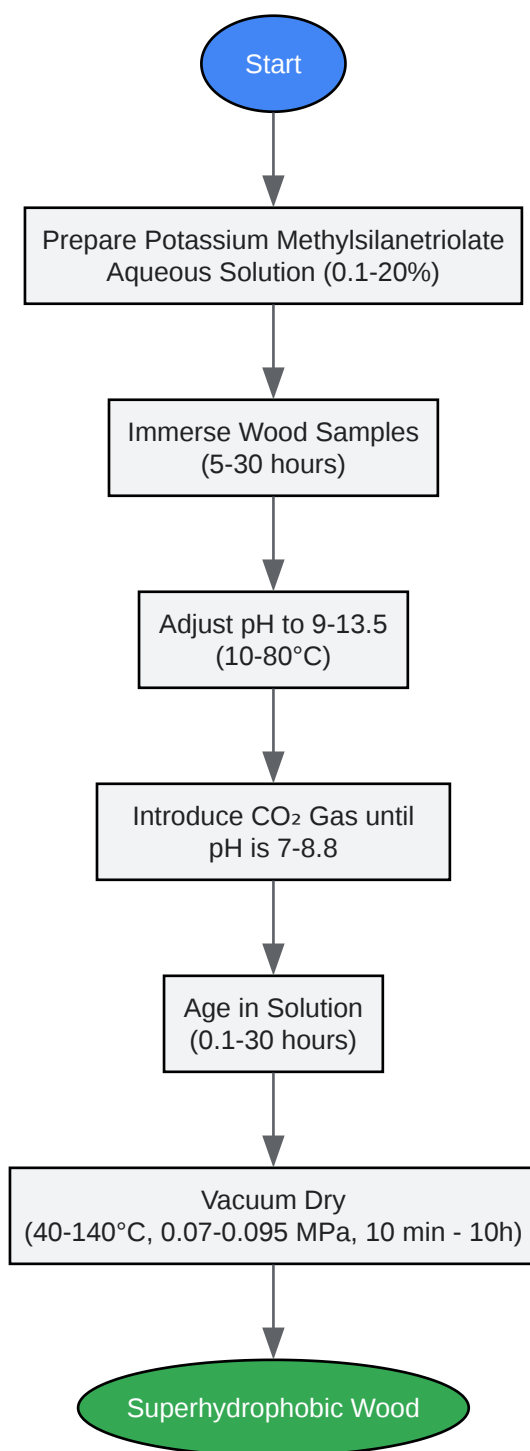 Start
Prepare Potassium Methylsilanetriolate
Aqueous Solution (0.1-20%)
Immerse Wood Samples
(5-30 hours)
Adjust pH to 9-13.5
(10-80°C)
Introduce CO₂ Gas until
pH is 7-8.8
Age in Solution
(0.1-30 hours)
Vacuum Dry
(40-140°C, 0.07-0.095 MPa, 10 min - 10h)
Superhydrophobic Wood